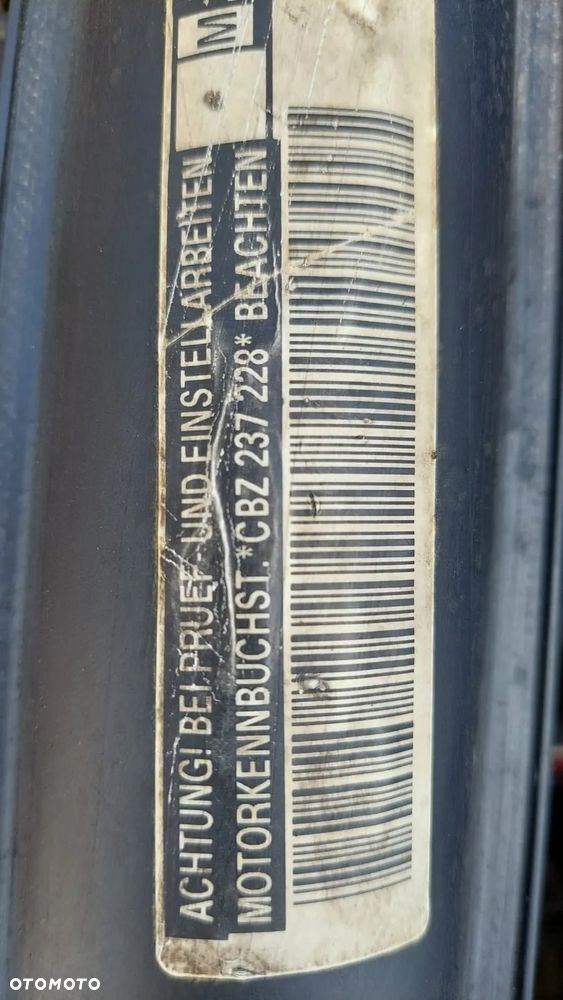 M
ACHTUNG! BEI PRUEF- UND EINSTELLARBEITEN
MOTORKENNBUCHST.*CBZ 237 228* BEACHTEN
OTOMOTO